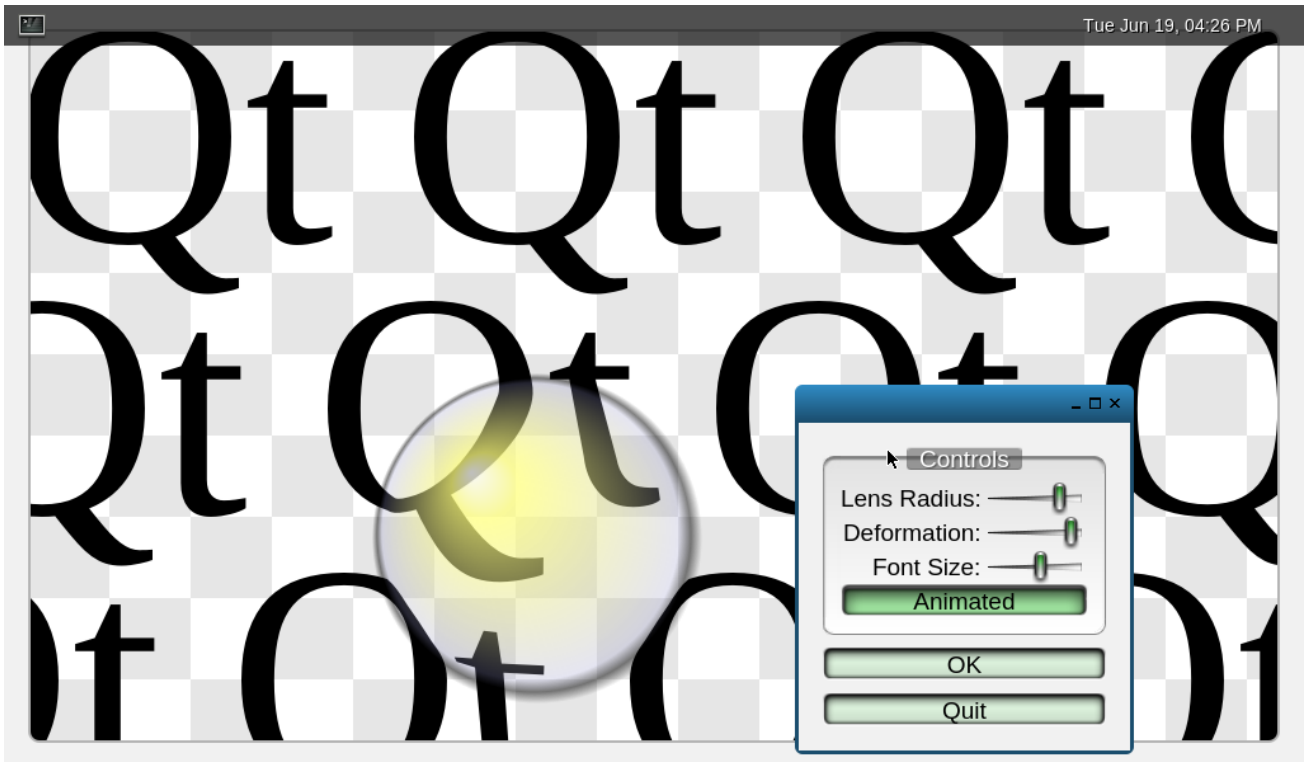 Tue Jun 19, 04:26 PM
Qt Qt Qt Q
Qt Qt Qt Q
Controls
Lens Radius:
Deformation:
Font Size:
Animated
OK
Quit
Qt Qt Q